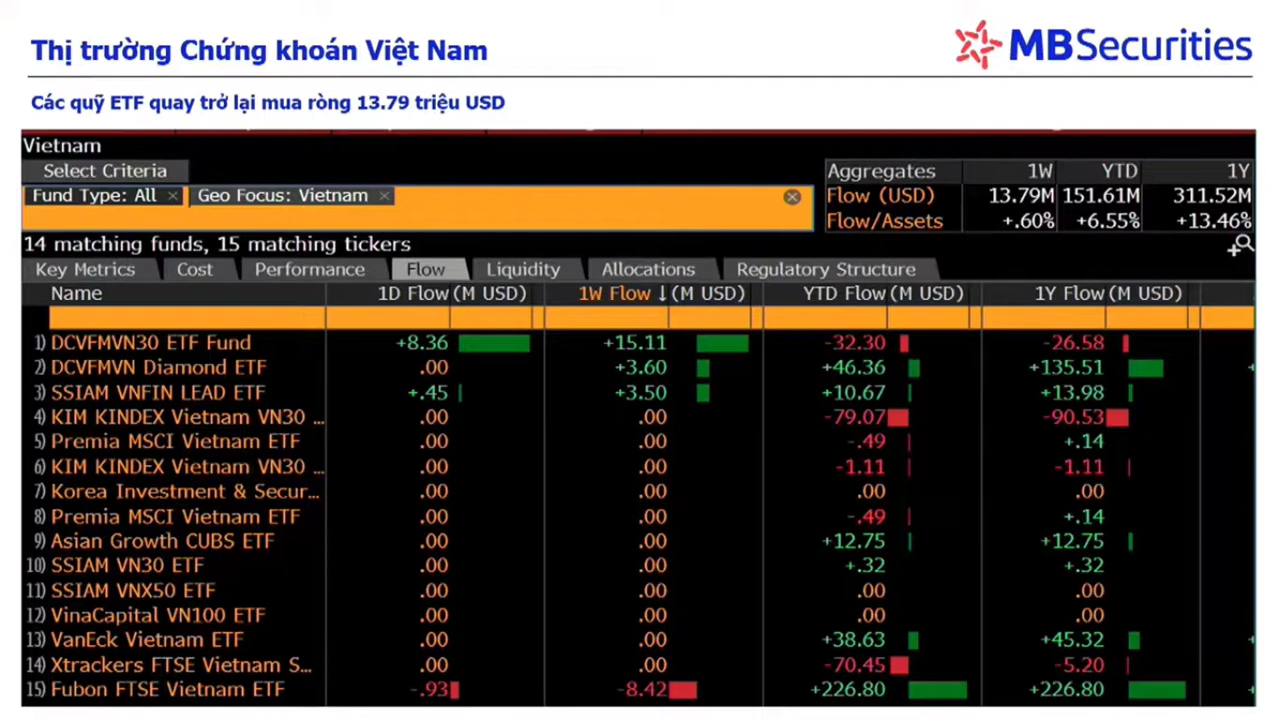 Thị trường Chứng khoán Việt Nam
MBSecurities
Các quỹ ETF quay trở lại mua ròng 13.79 triệu USD
Vietnam
Select Criteria
Fund Type: All × Geo Focus: Vietnam ×
Aggregates 1W YTD 1Y
Flow (USD) 13.79M 151.61M 311.52M
Flow/Assets +.60% +6.55% +13.46%
14 matching funds, 15 matching tickers
Key Metrics Cost Performance Flow Liquidity Allocations Regulatory Structure
Name 1D Flow (M USD) 1W Flow ↓ (M USD) YTD Flow (M USD) 1Y Flow (M USD)
1) DCVFMVN30 ETF Fund +8.36 +15.11 -32.30 -26.58
2) DCVFMVN Diamond ETF .00 +3.60 +46.36 +135.51 +
3) SSIAM VNFIN LEAD ETF +.45 +3.50 +10.67 +13.98
4) KIM KINDEX Vietnam VN30 ... .00 .00 -79.07 -90.53
5) Premia MSCI Vietnam ETF .00 .00 -.49 +.14
6) KIM KINDEX Vietnam VN30 ... .00 .00 -1.11 -1.11
7) Korea Investment & Secur... .00 .00 .00 .00
8) Premia MSCI Vietnam ETF .00 .00 -.49 +.14
9) Asian Growth CUBS ETF .00 .00 +12.75 +12.75
10) SSIAM VN30 ETF .00 .00 +.32 +.32
11) SSIAM VNX50 ETF .00 .00 .00 .00
12) VinaCapital VN100 ETF .00 .00 .00 .00
13) VanEck Vietnam ETF .00 .00 +38.63 +45.32 +
14) Xtrackers FTSE Vietnam S... .00 .00 -70.45 -5.20
15) Fubon FTSE Vietnam ETF -.93 -8.42 +226.80 +226.80